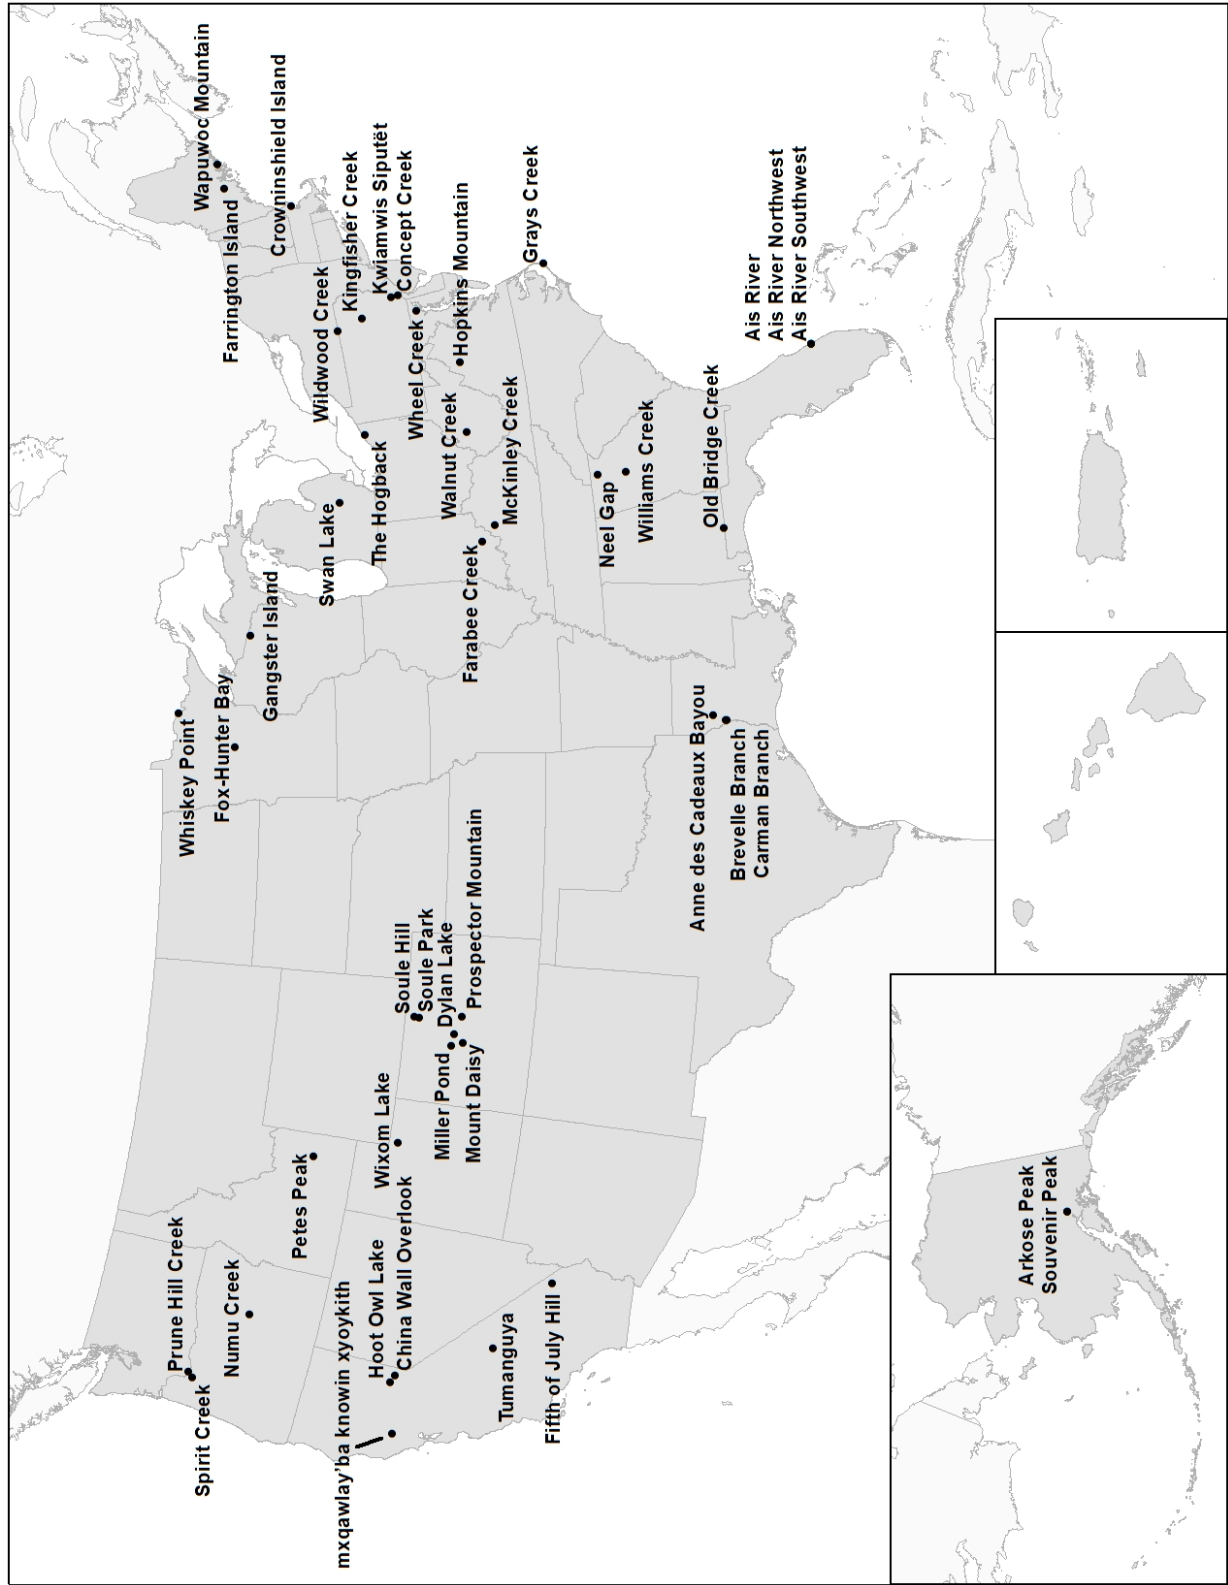 Wapuwoc Mountain
Farrington Island
Crowninshield Island
Wildwood Creek
Kingfisher Creek
Kwiamwis Siputët
Concept Creek
Wheel Creek
Hopkins Mountain
Grays Creek
The Hogback
Walnut Creek
McKinley Creek
Swan Lake
Farabee Creek
Gangster Island
Whiskey Point
Fox-Hunter Bay
Neel Gap
Williams Creek
Old Bridge Creek
Ais River
Ais River Northwest
Ais River Southwest
Anne des Cadeaux Bayou
Brevelle Branch
Carman Branch
Soule Hill
Soule Park
Dylan Lake
Prospector Mountain
Miller Pond
Mount Daisy
Wixom Lake
Petes Peak
Prune Hill Creek
Spirit Creek
Numu Creek
mxqawlay'ba knowin xyoykith
Hoot Owl Lake
China Wall Overlook
Tumanguya
Fifth of July Hill
Arkose Peak
Souvenir Peak